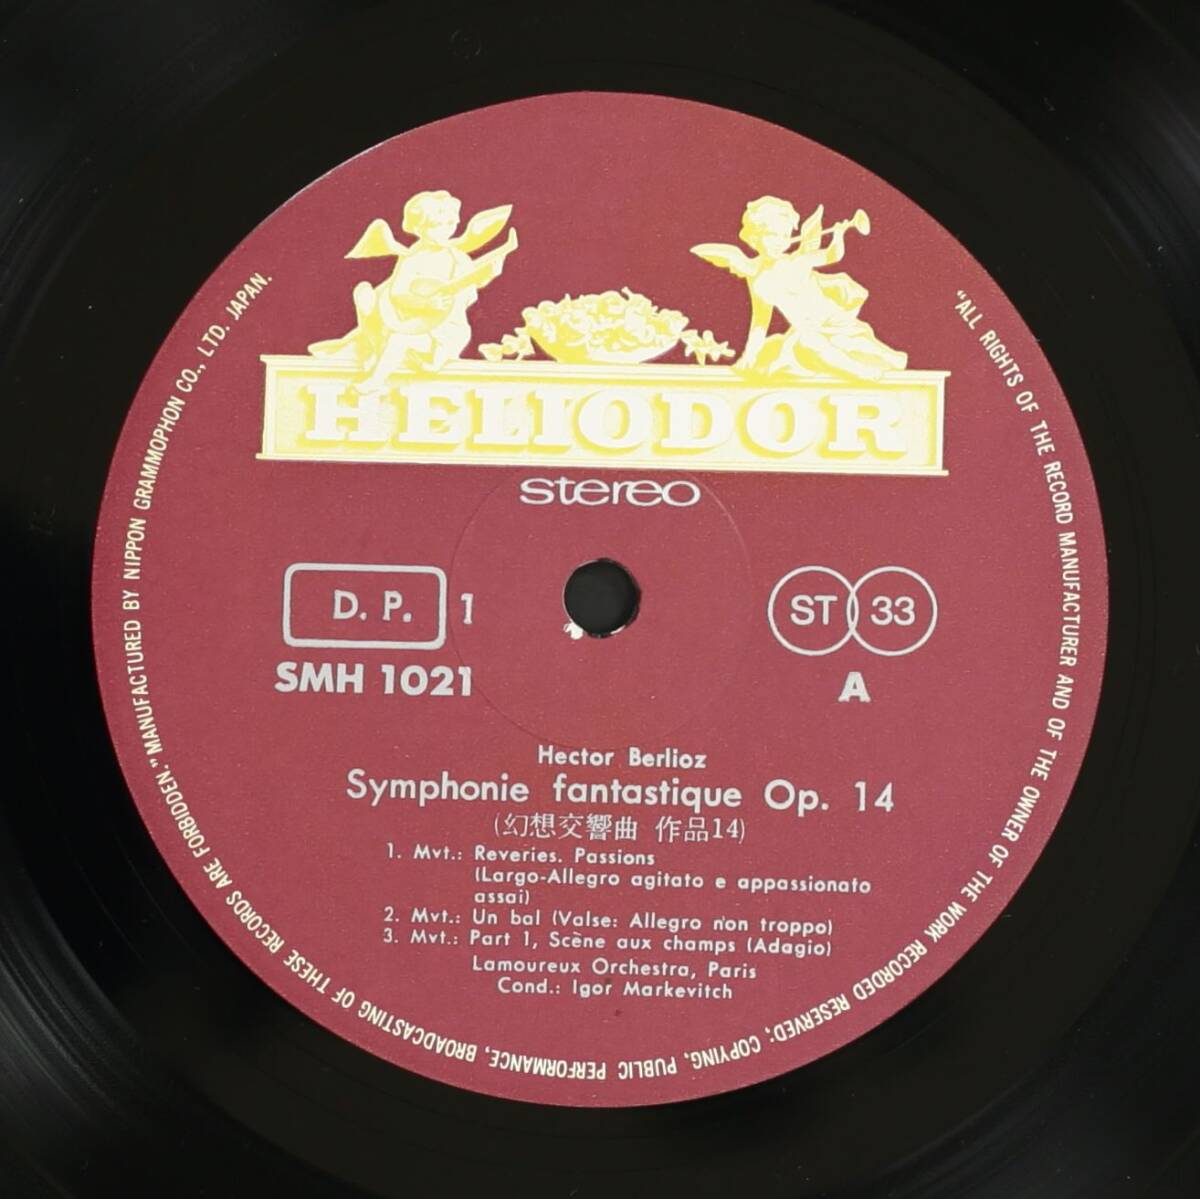 HELIODOR
stereo
D. P. 1
ST 33
SMH 1021
A
Hector Berlioz
Symphonie fantastique Op. 14
(幻想交響曲 作品14)
1. Mvt.: Reveries. Passions
(Largo-Allegro agitato e appassionato
assai)
2. Mvt.: Un bal (Valse: Allegro non troppo)
3. Mvt.: Part 1, Scène aux champs (Adagio)
Lamoureux Orchestra, Paris
Cond.: Igor Markevitch
"ALL RIGHTS OF THE RECORD MANUFACTURER AND OF THE OWNER OF THE WORK RECORDED RESERVED; COPYING, PUBLIC PERFORMANCE, BROADCASTING OF THESE RECORDS ARE FORBIDDEN." MANUFACTURED BY NIPPON GRAMMOPHON CO., LTD. JAPAN.